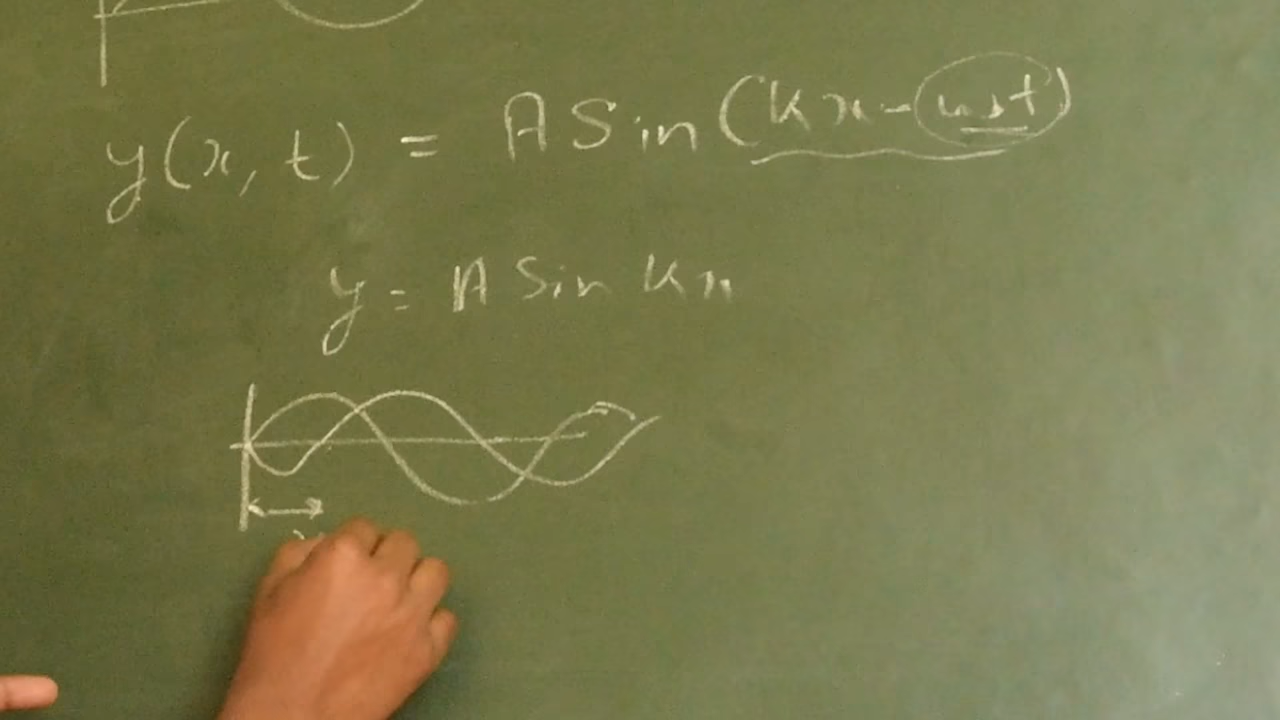 y(x, t) = A Sin (kx - ωt)
y = A Sin kx